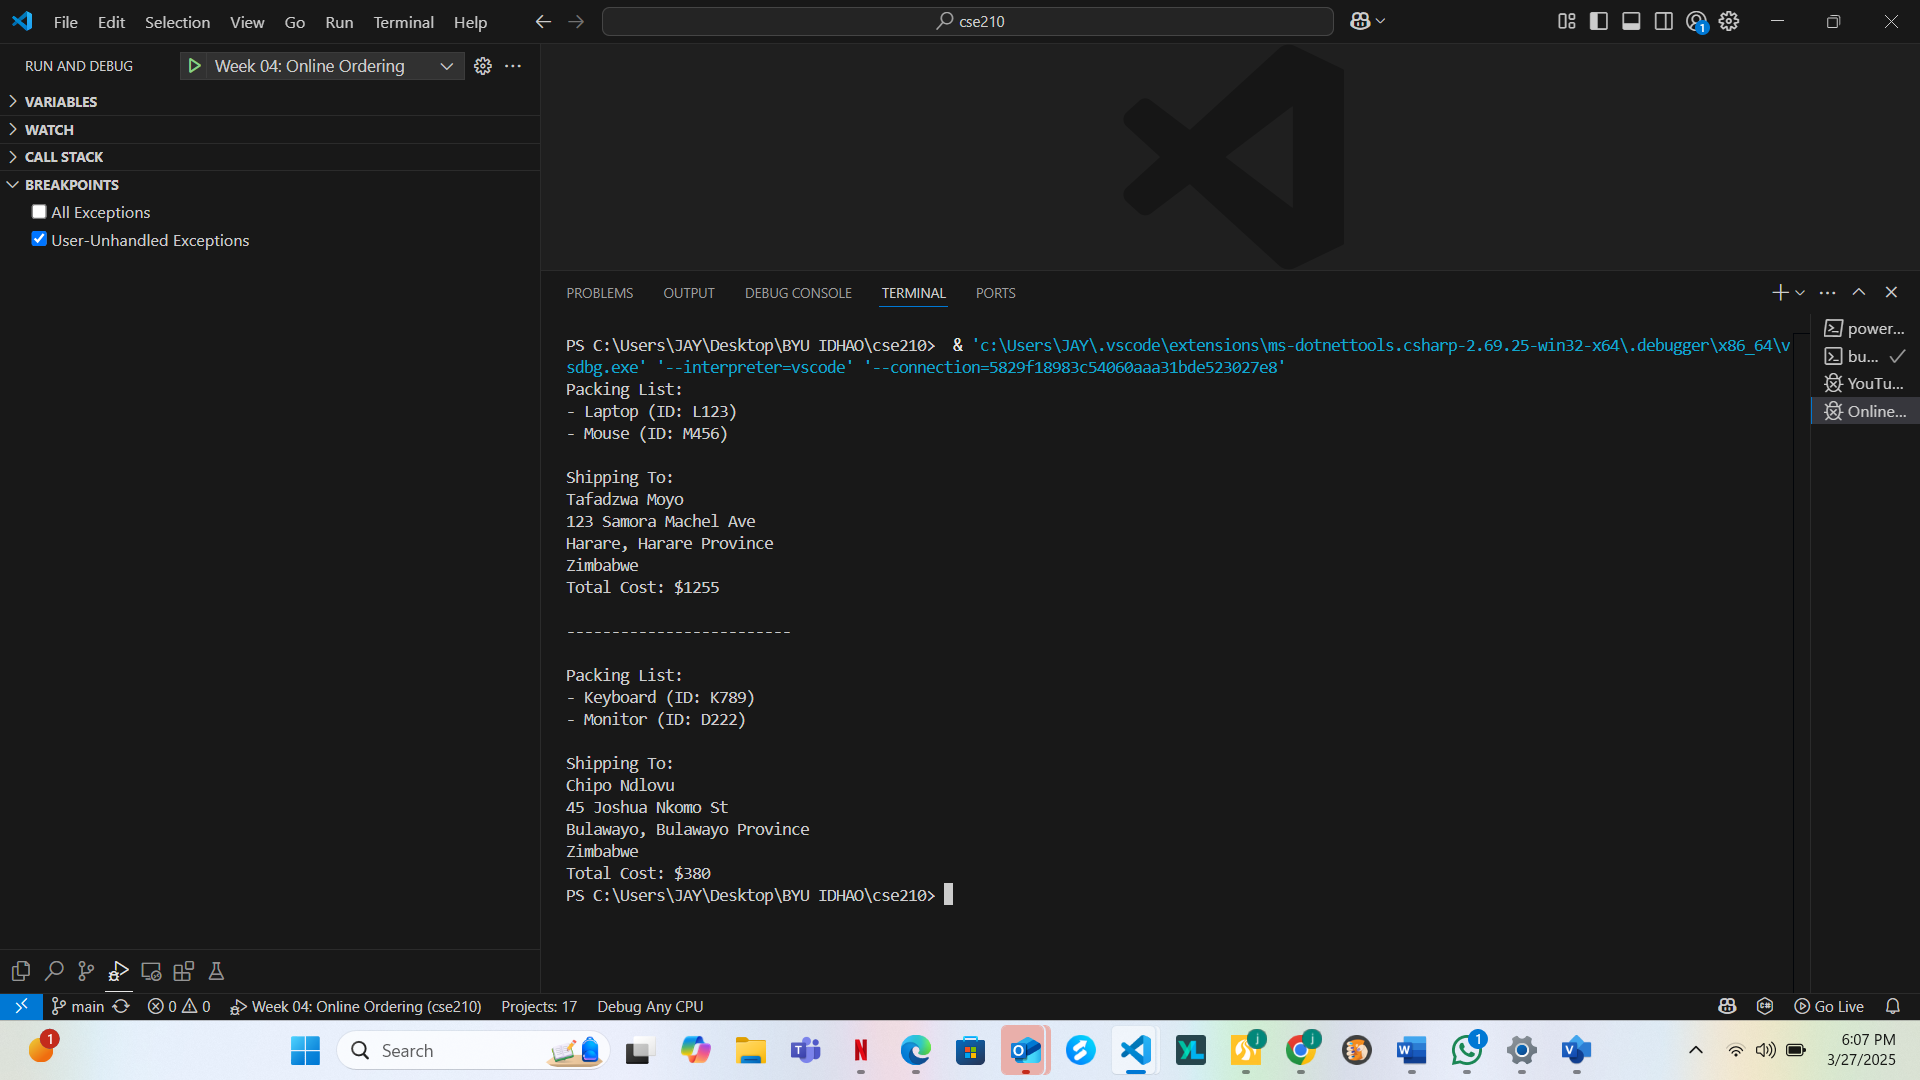 File Edit Selection View Go Run Terminal Help
cse210
1
RUN AND DEBUG
Week 04: Online Ordering
VARIABLES
WATCH
CALL STACK
BREAKPOINTS
All Exceptions
User-Unhandled Exceptions
PROBLEMS OUTPUT DEBUG CONSOLE TERMINAL PORTS
PS C:\Users\JAY\Desktop\BYU IDHAO\cse210>  & 'c:\Users\JAY\.vscode\extensions\ms-dotnettools.csharp-2.69.25-win32-x64\.debugger\x86_64\v
sdbg.exe' '--interpreter=vscode' '--connection=5829f18983c54060aaa31bde523027e8'
Packing List:
- Laptop (ID: L123)
- Mouse (ID: M456)
Shipping To:
Tafadzwa Moyo
123 Samora Machel Ave
Harare, Harare Province
Zimbabwe
Total Cost: $1255
-------------------------
Packing List:
- Keyboard (ID: K789)
- Monitor (ID: D222)
Shipping To:
Chipo Ndlovu
45 Joshua Nkomo St
Bulawayo, Bulawayo Province
Zimbabwe
Total Cost: $380
PS C:\Users\JAY\Desktop\BYU IDHAO\cse210>
power...
bu...
YouTu...
Online...
main 0 0 Week 04: Online Ordering (cse210) Projects: 17 Debug Any CPU Go Live
1
Search
N
YL
j
j
W
1
V
6:07 PM
3/27/2025